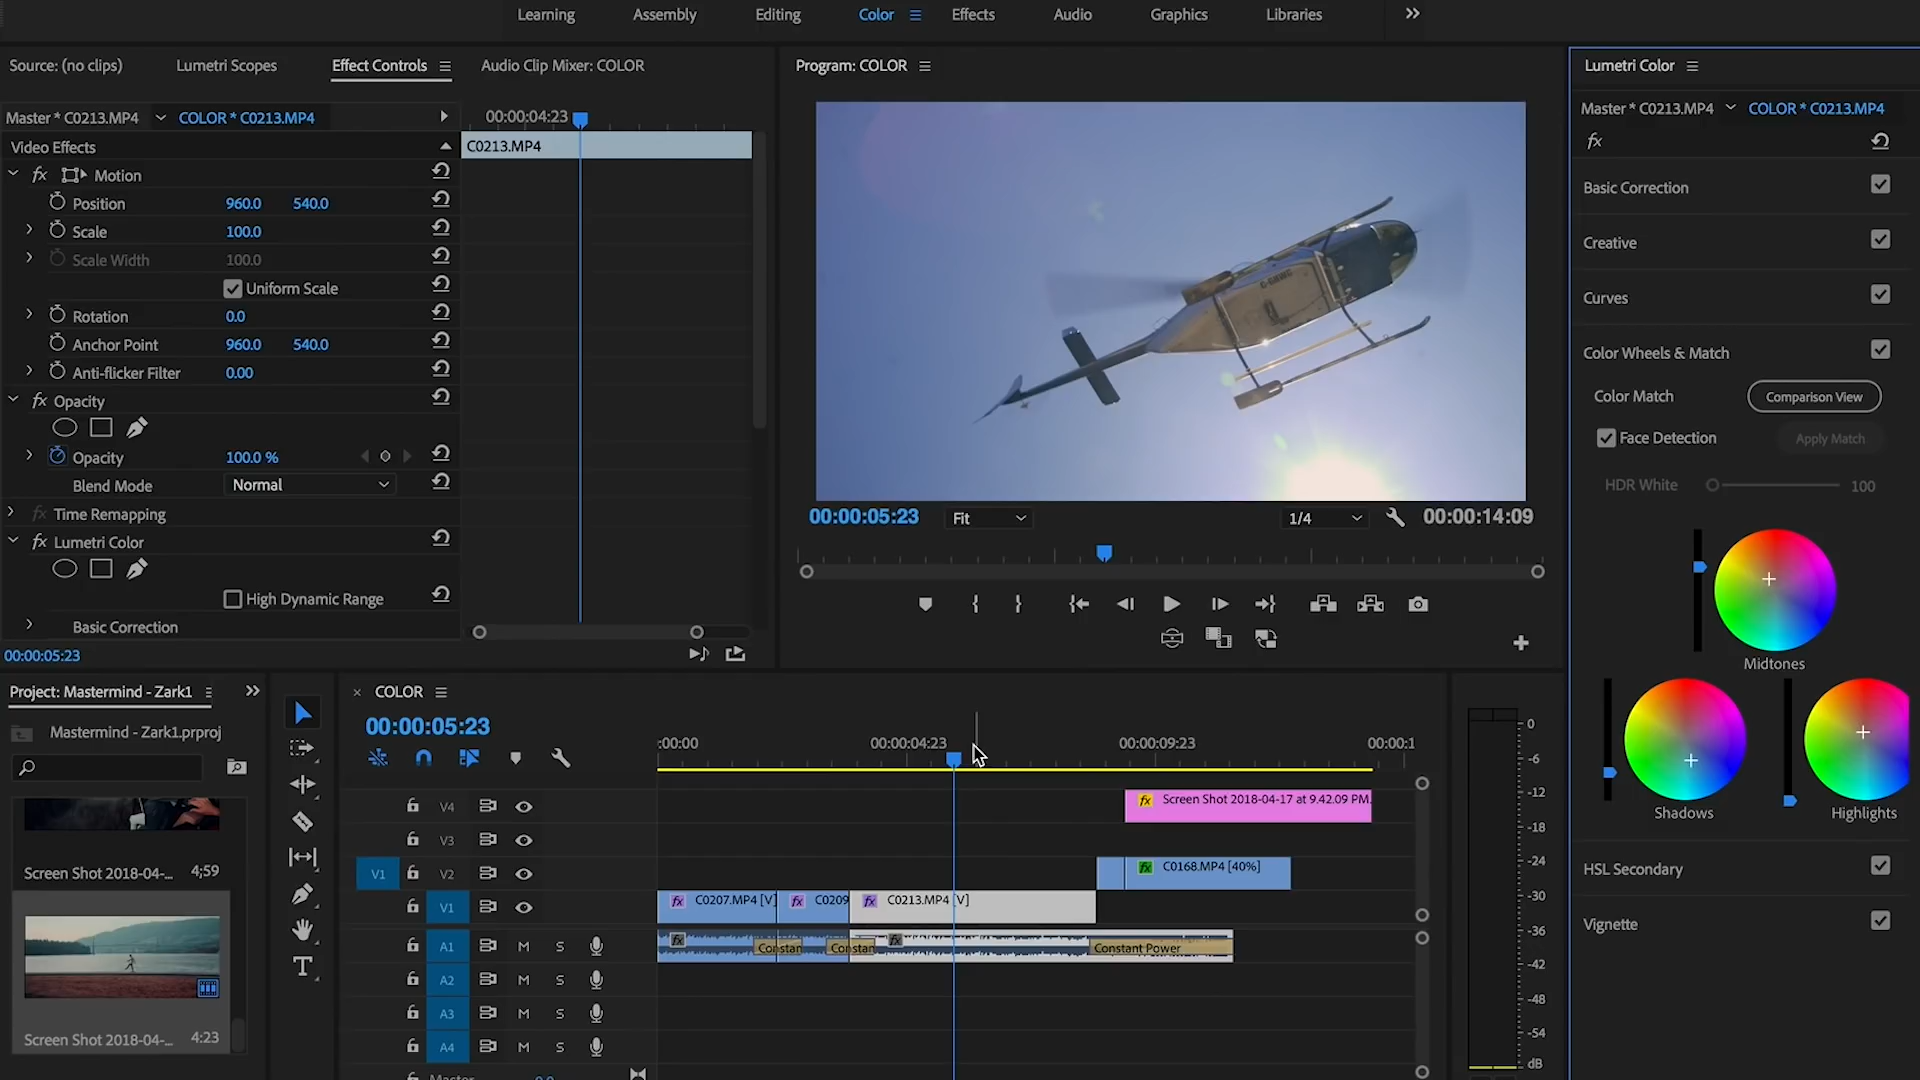 Learning
Assembly
Editing
Color
Effects
Audio
Graphics
Libraries
Source: (no clips)
Lumetri Scopes
Effect Controls
Audio Clip Mixer: COLOR
Program: COLOR
Lumetri Color
Master * C0213.MP4
COLOR * C0213.MP4
00:00:04:23
Master * C0213.MP4
COLOR * C0213.MP4
Video Effects
C0213.MP4
fx
fx Motion
Position 960.0 540.0
Scale 100.0
Scale Width 100.0
Uniform Scale
Rotation 0.0
Anchor Point 960.0 540.0
Anti-flicker Filter 0.00
fx Opacity
Opacity 100.0 %
Blend Mode Normal
fx Time Remapping
fx Lumetri Color
High Dynamic Range
Basic Correction
00:00:05:23
00:00:05:23
Fit
1/4
00:00:14:09
Basic Correction
Creative
Curves
Color Wheels & Match
Color Match
Comparison View
Face Detection
Apply Match
HDR White
100
Midtones
Shadows
Highlights
HSL Secondary
Vignette
Project: Mastermind - Zark1
Mastermind - Zark1.prproj
Screen Shot 2018-04-... 4;59
Screen Shot 2018-04-... 4:23
COLOR
00:00:05:23
:00:00
00:00:04:23
00:00:09:23
00:00:1
V4
fx Screen Shot 2018-04-17 at 9.42.09 PM.
V3
V1
V2
fx C0168.MP4 [40%]
V1
fx C0207.MP4 [V]
fx C0209
fx C0213.MP4 [V]
A1 M S
fx
Constan
Constan
fx
Constant Power
A2 M S
A3 M S
A4 M S
Master 0.0
0
-6
-12
-18
-24
-30
-36
-42
-48
-54
dB